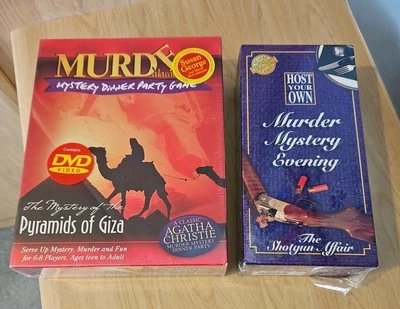 MURDER
MYSTERY DINNER PARTY GAME
Susan
George
Contains
DVD
VIDEO
The Mystery of The
Pyramids of Giza
A CLASSIC
AGATHA
CHRISTIE
MURDER MYSTERY
DINNER PARTY
Serve Up Mystery, Murder and Fun
for 6-8 Players. Ages teen to Adult
HOST
YOUR
OWN
Murder
Mystery
Evening
The
Shotgun Affair